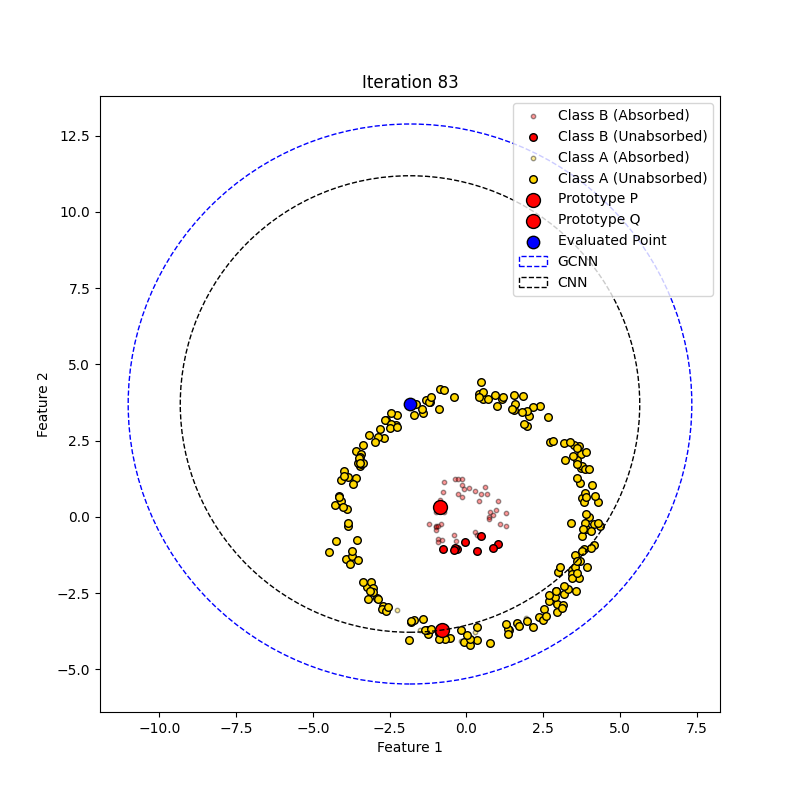 Iteration 83
Class B (Absorbed)
Class B (Unabsorbed)
Class A (Absorbed)
Class A (Unabsorbed)
Prototype P
Prototype Q
Evaluated Point
GCNN
CNN
12.5
10.0
7.5
5.0
2.5
0.0
−2.5
−5.0
Feature 2
−10.0 −7.5 −5.0 −2.5 0.0 2.5 5.0 7.5
Feature 1